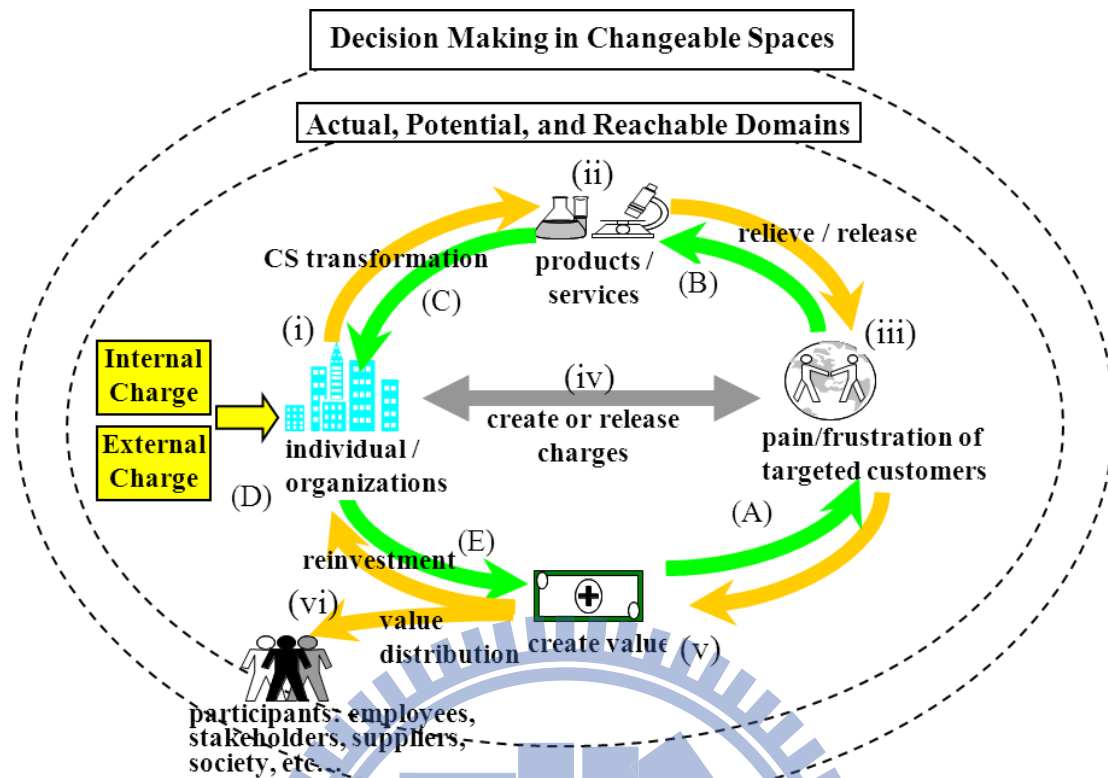 Decision Making in Changeable Spaces
Actual, Potential, and Reachable Domains
(ii)
relieve / release
CS transformation
products /
services
(B)
(C)
(i)
(iii)
Internal
Charge
External
Charge
(iv)
create or release
charges
individual /
organizations
pain/frustration of
targeted customers
(D)
(A)
(E)
reinvestment
(vi)
value
distribution
create value
(v)
participants: employees,
stakeholders, suppliers,
society, etc...